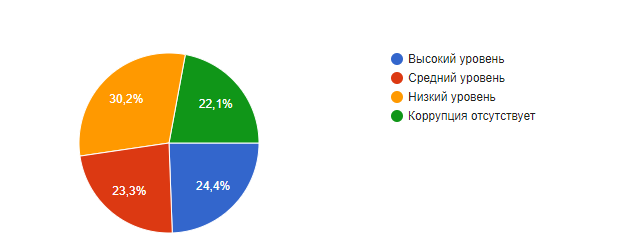 Высокий уровень
Средний уровень
Низкий уровень
Коррупция отсутствует
30,2%
22,1%
23,3%
24,4%